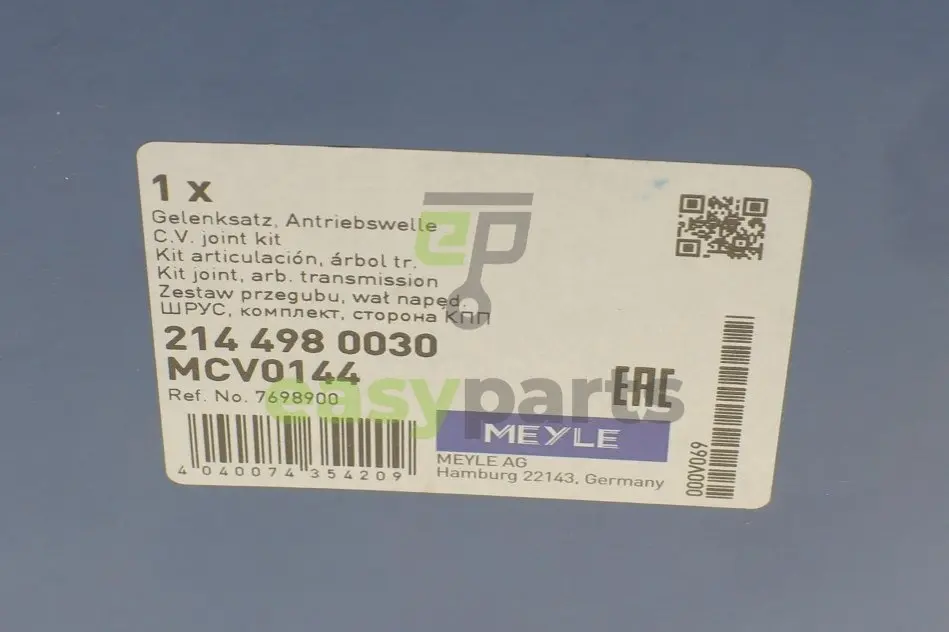 1 x
Gelenksatz, Antriebswelle
C.V. joint kit
Kit articulación, árbol tr.
Kit joint, arb. transmission
Zestaw przegubu, wał napęd.
ШРУС, комплект, сторона КПП
214 498 0030
MCV0144
Ref. No. 7698900
4 040074 354209
EAC
MEYLE
MEYLE AG
Hamburg 22143, Germany
000V069
ep
easyparts